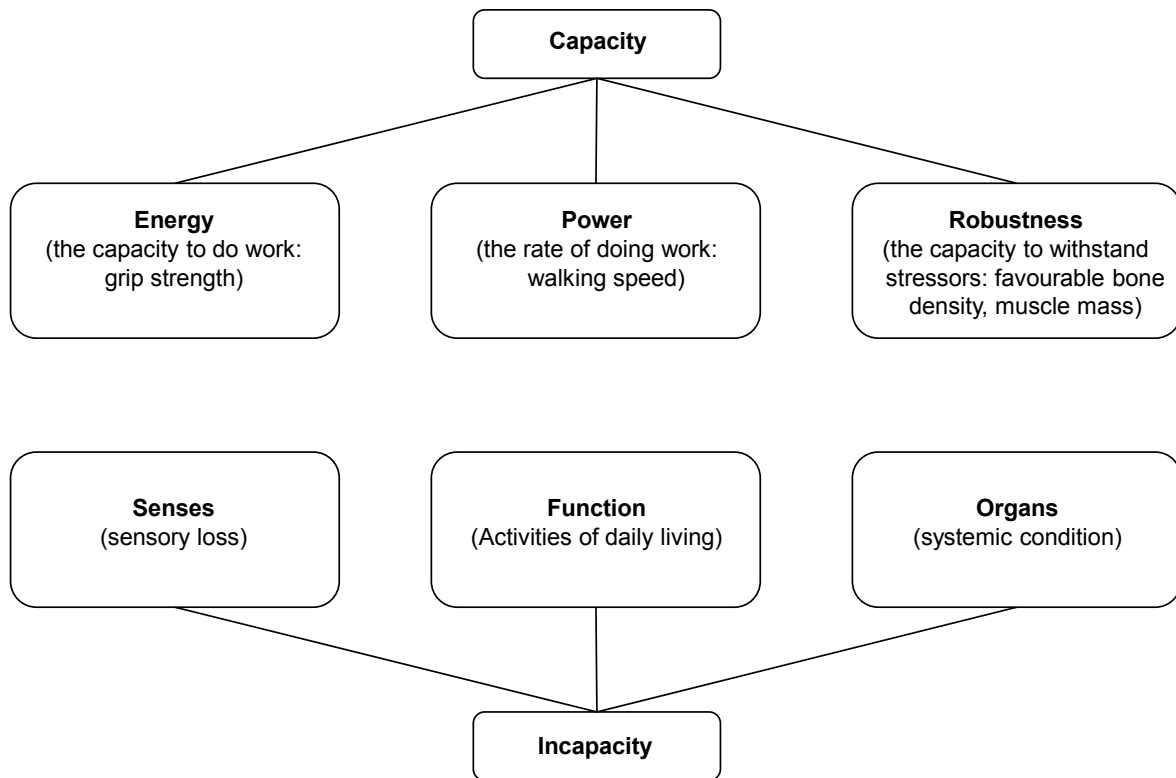 Capacity
Energy
(the capacity to do work:
grip strength)
Power
(the rate of doing work:
walking speed)
Robustness
(the capacity to withstand
stressors: favourable bone
density, muscle mass)
Senses
(sensory loss)
Function
(Activities of daily living)
Organs
(systemic condition)
Incapacity